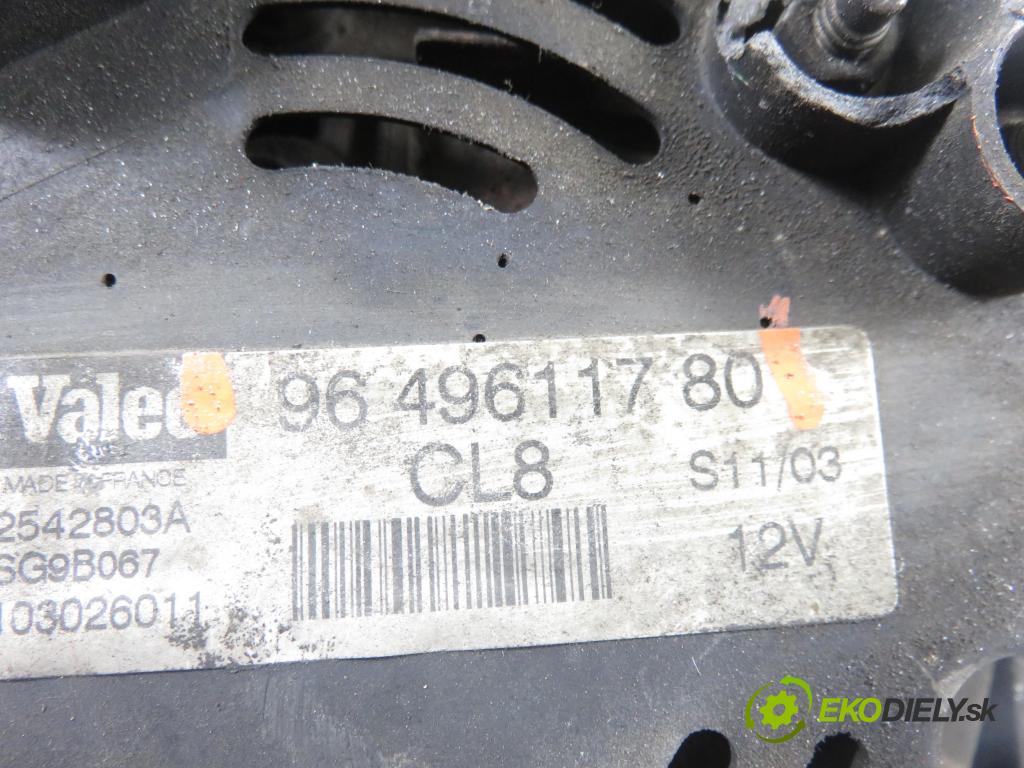 Valeo
96 496117 80
MADE IN FRANCE
CL8
S11/03
2542803A
SG9B067
12V
103026011
EKODIELY.sk